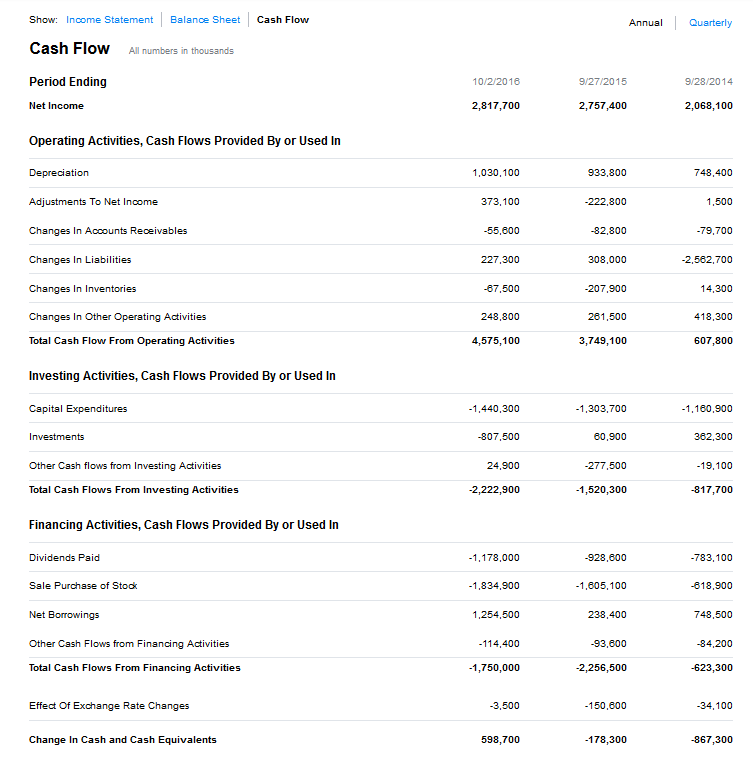 Show: Income Statement | Balance Sheet | Cash Flow Annual | Quarterly
Cash Flow All numbers in thousands
Period Ending 10/2/2016 9/27/2015 9/28/2014
Net Income 2,817,700 2,757,400 2,068,100
Operating Activities, Cash Flows Provided By or Used In
Depreciation 1,030,100 933,800 748,400
Adjustments To Net Income 373,100 -222,800 1,500
Changes In Accounts Receivables -55,600 -82,800 -79,700
Changes In Liabilities 227,300 308,000 -2,562,700
Changes In Inventories -67,500 -207,900 14,300
Changes In Other Operating Activities 248,800 261,500 418,300
Total Cash Flow From Operating Activities 4,575,100 3,749,100 607,800
Investing Activities, Cash Flows Provided By or Used In
Capital Expenditures -1,440,300 -1,303,700 -1,160,900
Investments -807,500 60,900 362,300
Other Cash flows from Investing Activities 24,900 -277,500 -19,100
Total Cash Flows From Investing Activities -2,222,900 -1,520,300 -817,700
Financing Activities, Cash Flows Provided By or Used In
Dividends Paid -1,178,000 -928,600 -783,100
Sale Purchase of Stock -1,834,900 -1,605,100 -618,900
Net Borrowings 1,254,500 238,400 748,500
Other Cash Flows from Financing Activities -114,400 -93,600 -84,200
Total Cash Flows From Financing Activities -1,750,000 -2,256,500 -623,300
Effect Of Exchange Rate Changes -3,500 -150,600 -34,100
Change In Cash and Cash Equivalents 598,700 -178,300 -867,300